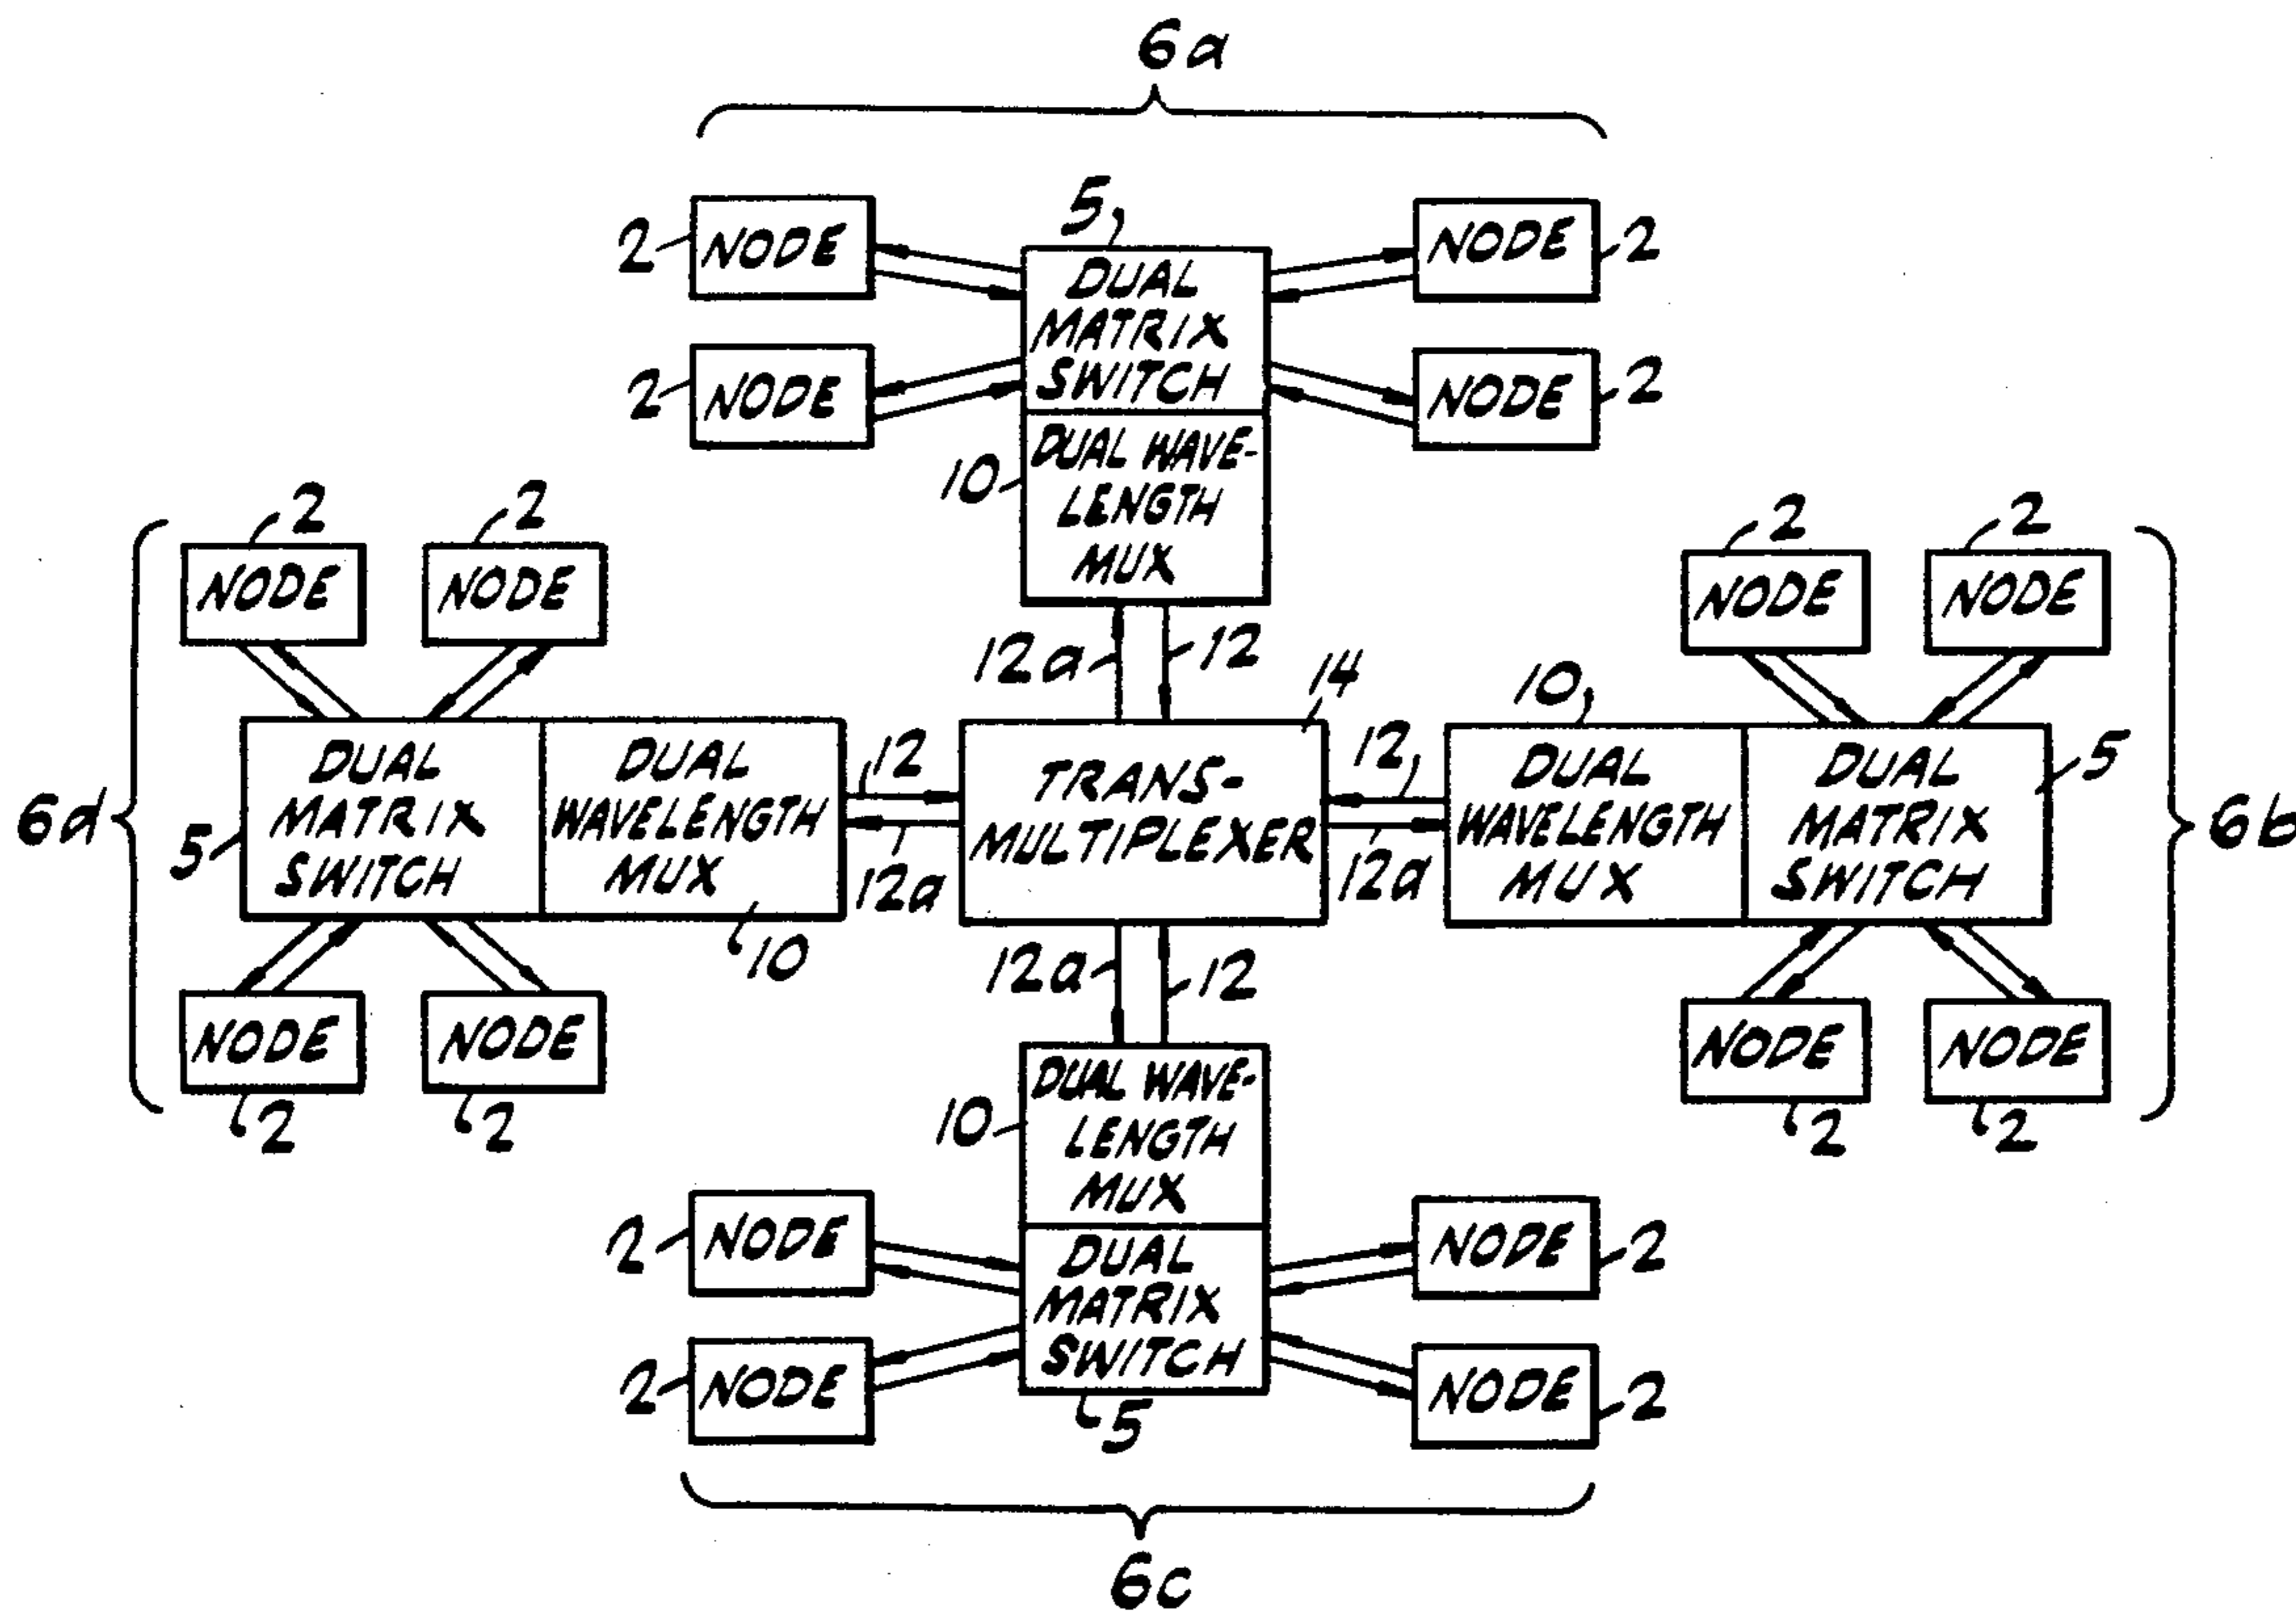 6a
5
2 NODE
NODE 2
DUAL
MATRIX
SWITCH
2 NODE
NODE 2
10
DUAL WAVE-
LENGTH
MUX
2 2
NODE NODE
2 2
NODE NODE
12a 12
14
6d
5
DUAL
MATRIX
SWITCH
DUAL
WAVELENGTH
MUX
10
12
12a
TRANS-
MULTIPLEXER
12
12a
10
DUAL
WAVELENGTH
MUX
DUAL
MATRIX
SWITCH
5
6b
12a 12
NODE NODE
2 2
NODE NODE
2 2
10
DUAL WAVE-
LENGTH
MUX
2 NODE
NODE 2
DUAL
MATRIX
SWITCH
2 NODE
NODE 2
5
6c